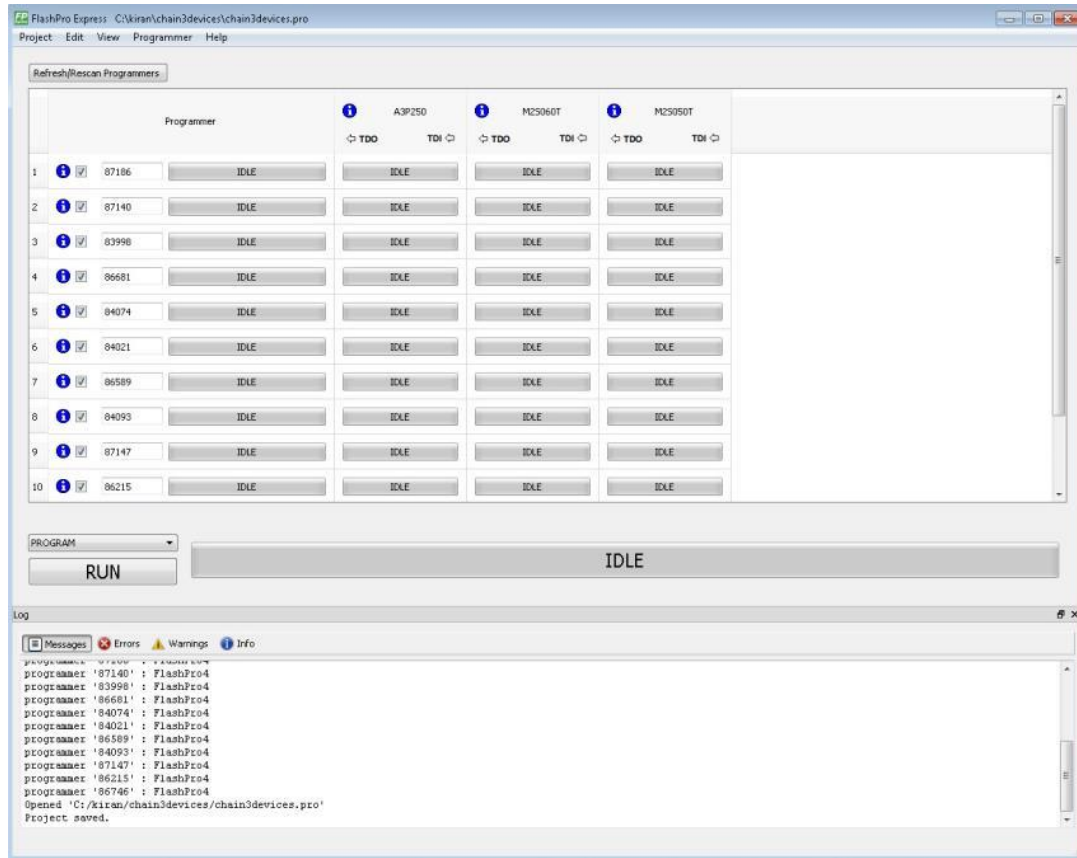 FlashPro Express C:\kiran\chain3devices\chain3devices.pro
Project Edit View Programmer Help
Refresh/Rescan Programmers
Programmer A3P250 M2S060T M2S050T
TDO TDI TDO TDI TDO TDI
1 87186 IDLE IDLE IDLE IDLE
2 87140 IDLE IDLE IDLE IDLE
3 83998 IDLE IDLE IDLE IDLE
4 86681 IDLE IDLE IDLE IDLE
5 84074 IDLE IDLE IDLE IDLE
6 84021 IDLE IDLE IDLE IDLE
7 86589 IDLE IDLE IDLE IDLE
8 84093 IDLE IDLE IDLE IDLE
9 87147 IDLE IDLE IDLE IDLE
10 86215 IDLE IDLE IDLE IDLE
PROGRAM
RUN IDLE
Log
Messages Errors Warnings Info
programmer '87140' : FlashPro4
programmer '83998' : FlashPro4
programmer '86681' : FlashPro4
programmer '84074' : FlashPro4
programmer '84021' : FlashPro4
programmer '86589' : FlashPro4
programmer '84093' : FlashPro4
programmer '87147' : FlashPro4
programmer '86215' : FlashPro4
programmer '86746' : FlashPro4
Opened 'C:/kiran/chain3devices/chain3devices.pro'
Project saved.